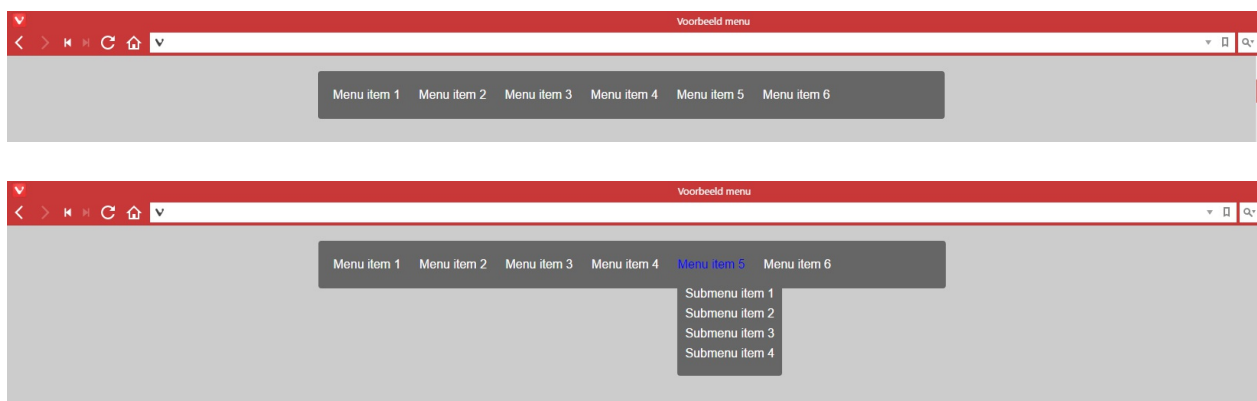 Voorbeeld menu
Menu item 1 Menu item 2 Menu item 3 Menu item 4 Menu item 5 Menu item 6
Voorbeeld menu
Menu item 1 Menu item 2 Menu item 3 Menu item 4 Menu item 5 Menu item 6
Submenu item 1
Submenu item 2
Submenu item 3
Submenu item 4